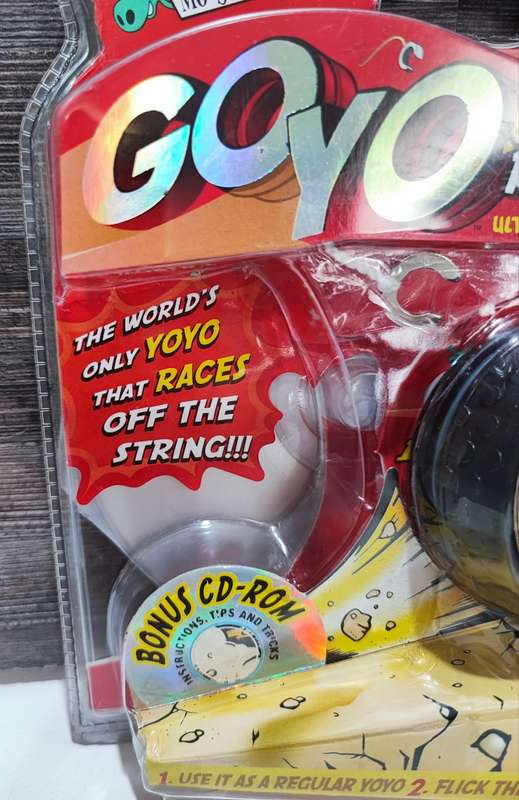 GOYO
THE WORLD'S
ONLY YOYO
THAT RACES
OFF THE
STRING!!!
BONUS CD-ROM
INSTRUCTIONS, TIPS AND TRICKS
1. USE IT AS A REGULAR YOYO 2. FLICK